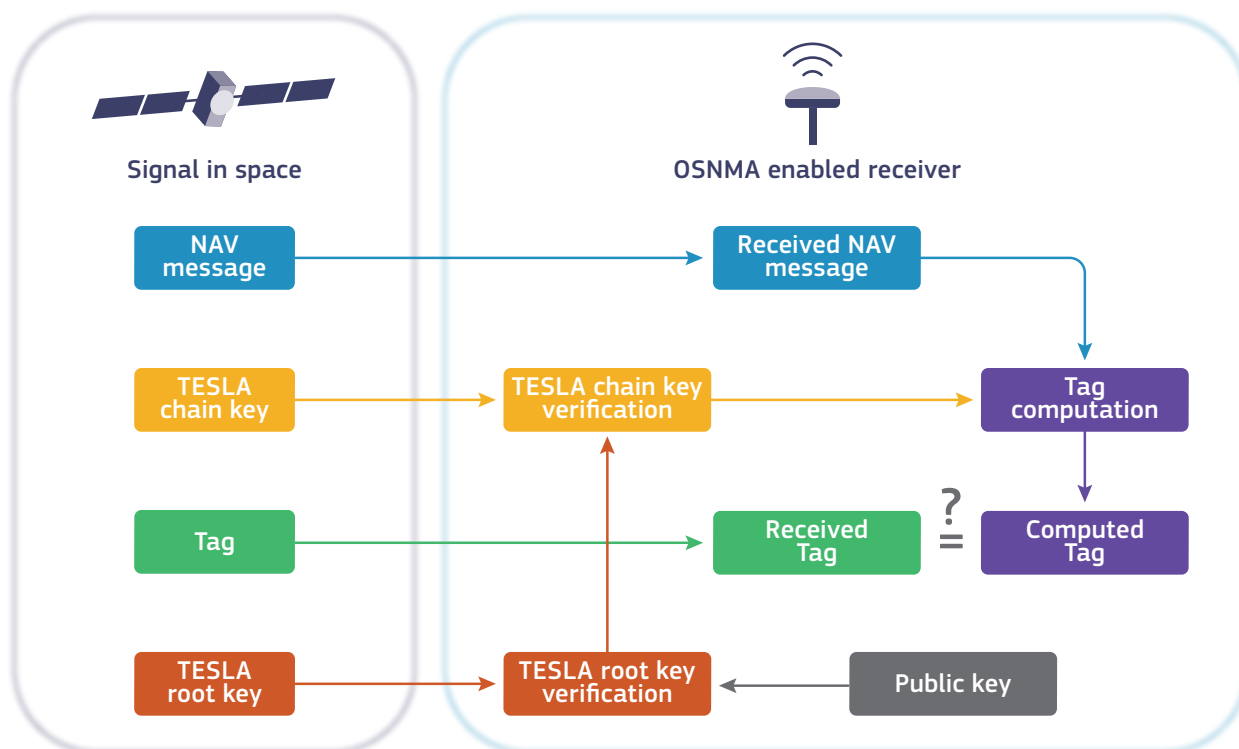 Signal in space
OSNMA enabled receiver
NAV
message
Received NAV
message
TESLA
chain key
TESLA chain key
verification
Tag
computation
Tag
Received
Tag
?
=
Computed
Tag
TESLA
root key
TESLA root key
verification
Public key